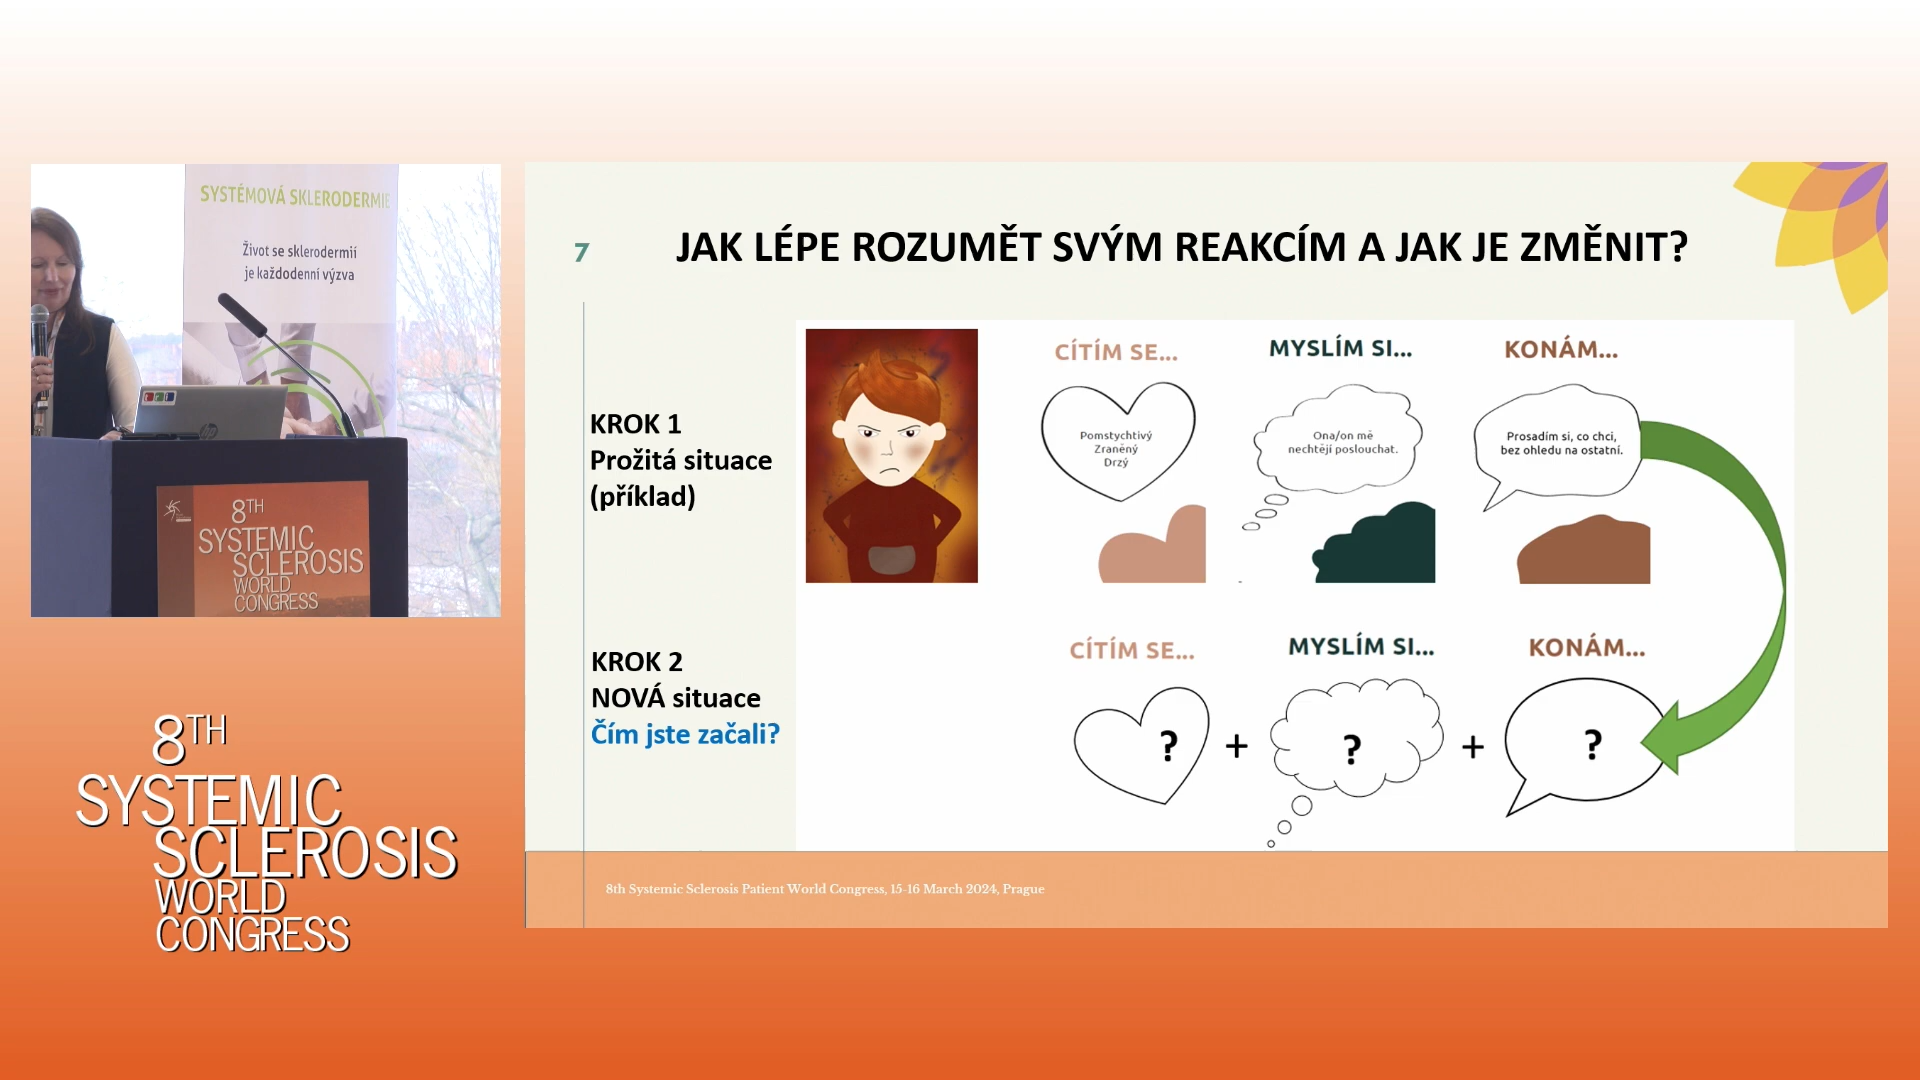 SYSTÉMOVÁ SKLERODERMIE
Život se sklerodermií
je každodenní výzva
hp
8TH
SYSTEMIC
SCLEROSIS
WORLD
CONGRESS
8TH
SYSTEMIC
SCLEROSIS
WORLD
CONGRESS
7
JAK LÉPE ROZUMĚT SVÝM REAKCÍM A JAK JE ZMĚNIT?
KROK 1
Prožitá situace
(příklad)
CÍTÍM SE...
MYSLÍM SI...
KONÁM...
Pomstychtivý
Zraněný
Drzý
Ona/on mě
nechtějí poslouchat.
Prosadím si, co chci,
bez ohledu na ostatní.
KROK 2
NOVÁ situace
Čím jste začali?
CÍTÍM SE...
MYSLÍM SI...
KONÁM...
? + ? + ?
8th Systemic Sclerosis Patient World Congress, 15-16 March 2024, Prague